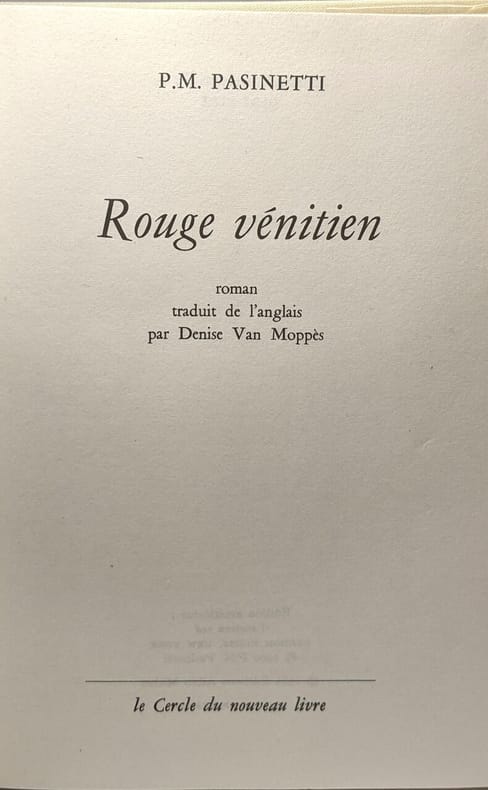 P.M. PASINETTI
Rouge vénitien
roman
traduit de l'anglais
par Denise Van Moppès
le Cercle du nouveau livre